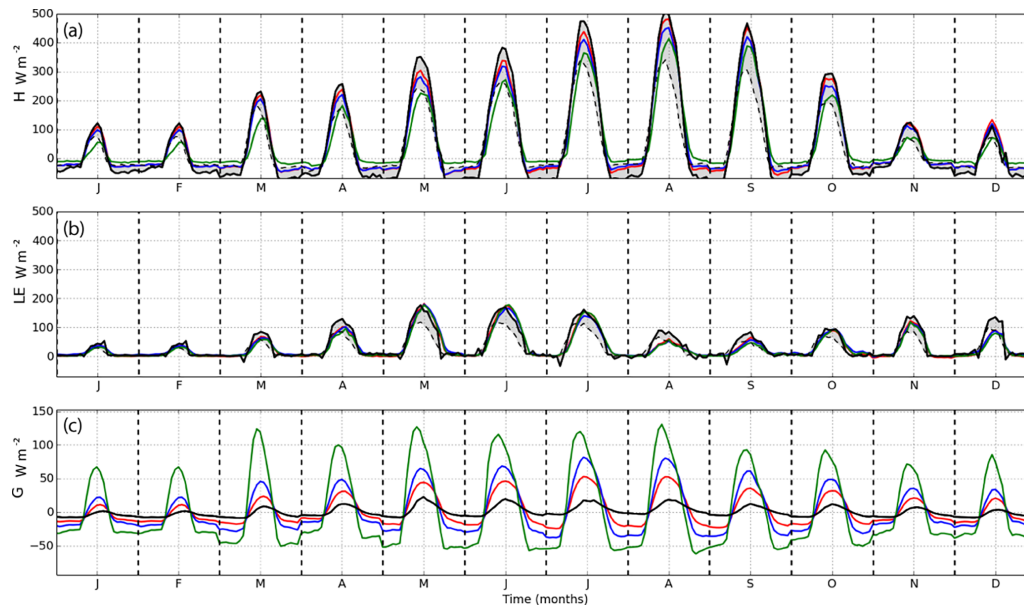 (a)
H W m⁻²
500
400
300
200
100
0
J F M A M J J A S O N D
(b)
LE W m⁻²
500
400
300
200
100
0
J F M A M J J A S O N D
(c)
G W m⁻²
150
100
50
0
−50
J F M A M J J A S O N D
Time (months)